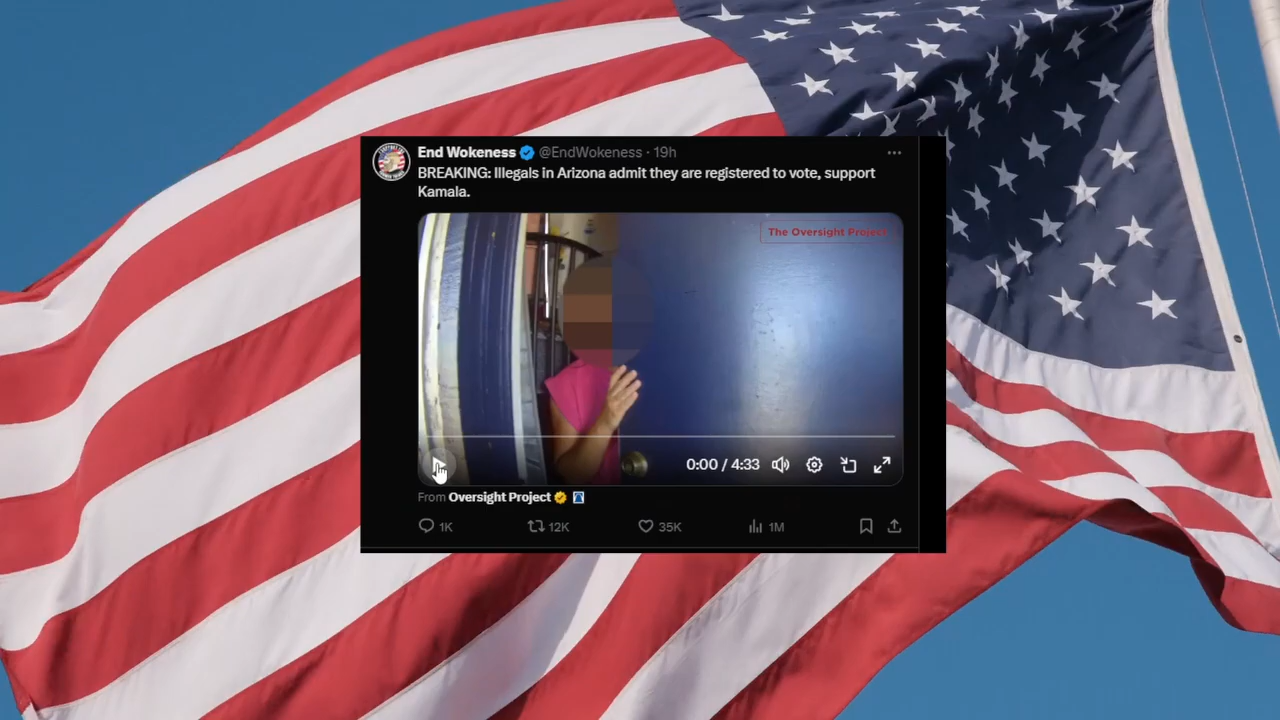 End Wokeness @EndWokeness · 19h
BREAKING: Illegals in Arizona admit they are registered to vote, support
Kamala.
The Oversight Project
0:00 / 4:33
From Oversight Project
1K 12K 35K 1M